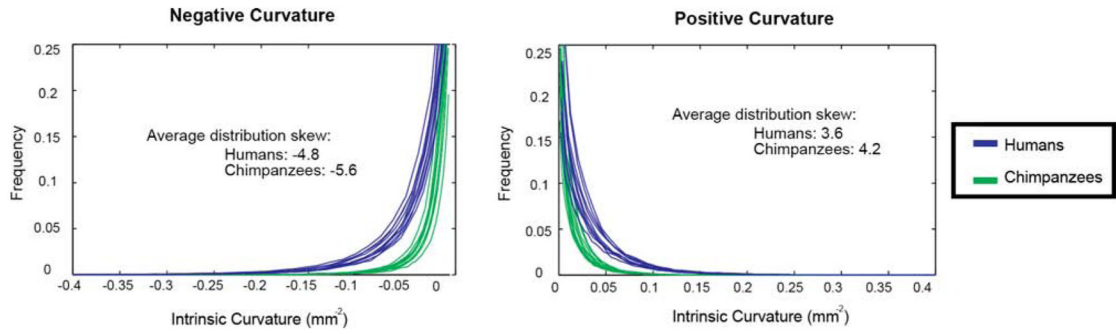 Negative Curvature
0.25
0.2
0.15
0.1
0.05
0
Frequency
Average distribution skew:
Humans: -4.8
Chimpanzees: -5.6
-0.4 -0.35 -0.3 -0.25 -0.2 -0.15 -0.1 -0.05 0
Intrinsic Curvature (mm⁻²)
Positive Curvature
0.25
0.2
0.15
0.1
0.05
0
Frequency
Average distribution skew:
Humans: 3.6
Chimpanzees: 4.2
0 0.05 0.1 0.15 0.2 0.25 0.3 0.35 0.4
Intrinsic Curvature (mm⁻²)
Humans
Chimpanzees